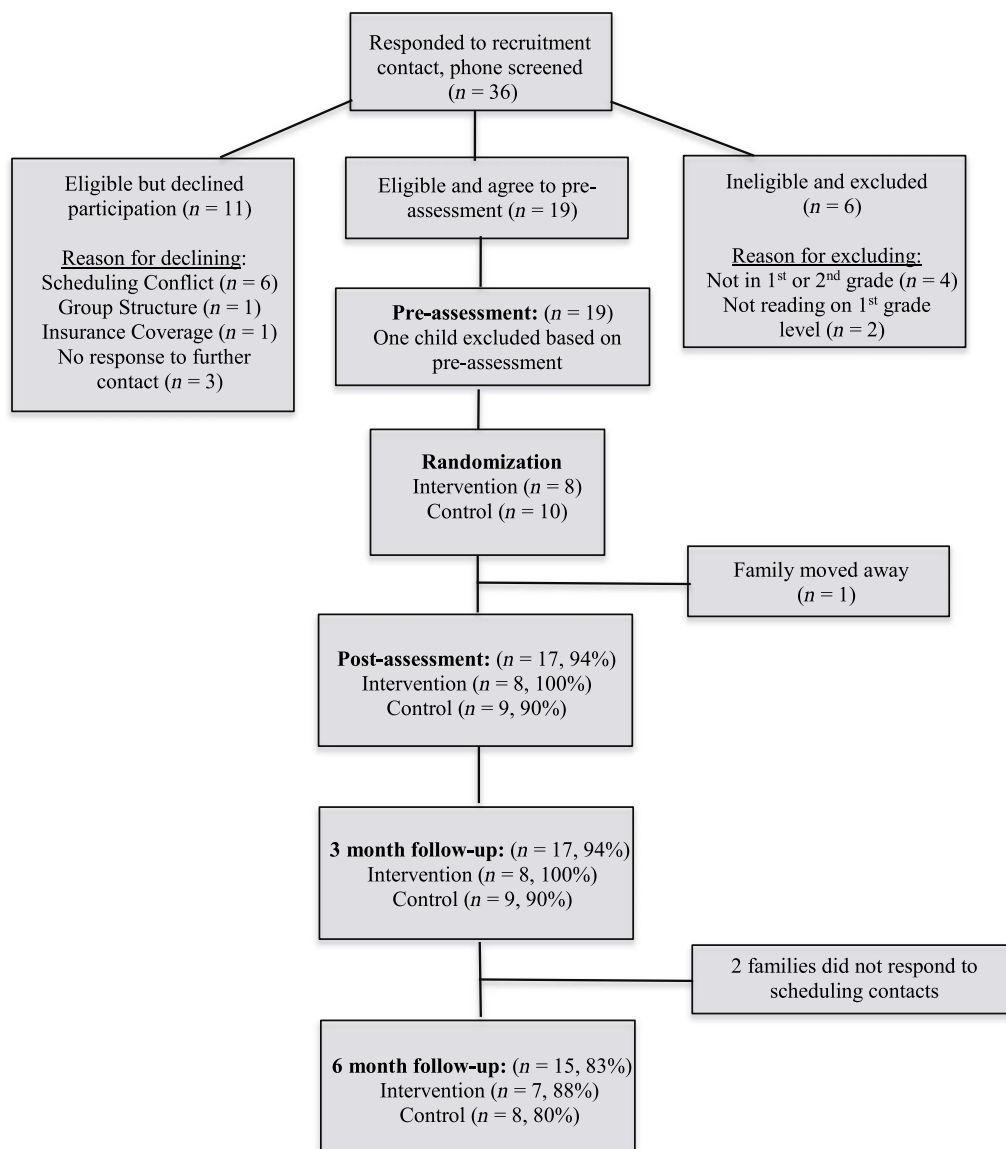 Responded to recruitment
contact, phone screened
(n = 36)
Eligible but declined
participation (n = 11)
Reason for declining:
Scheduling Conflict (n = 6)
Group Structure (n = 1)
Insurance Coverage (n = 1)
No response to further
contact (n = 3)
Eligible and agree to pre-
assessment (n = 19)
Ineligible and excluded
(n = 6)
Reason for excluding:
Not in 1st or 2nd grade (n = 4)
Not reading on 1st grade
level (n = 2)
Pre-assessment: (n = 19)
One child excluded based on
pre-assessment
Randomization
Intervention (n = 8)
Control (n = 10)
Family moved away
(n = 1)
Post-assessment: (n = 17, 94%)
Intervention (n = 8, 100%)
Control (n = 9, 90%)
3 month follow-up: (n = 17, 94%)
Intervention (n = 8, 100%)
Control (n = 9, 90%)
2 families did not respond to
scheduling contacts
6 month follow-up: (n = 15, 83%)
Intervention (n = 7, 88%)
Control (n = 8, 80%)